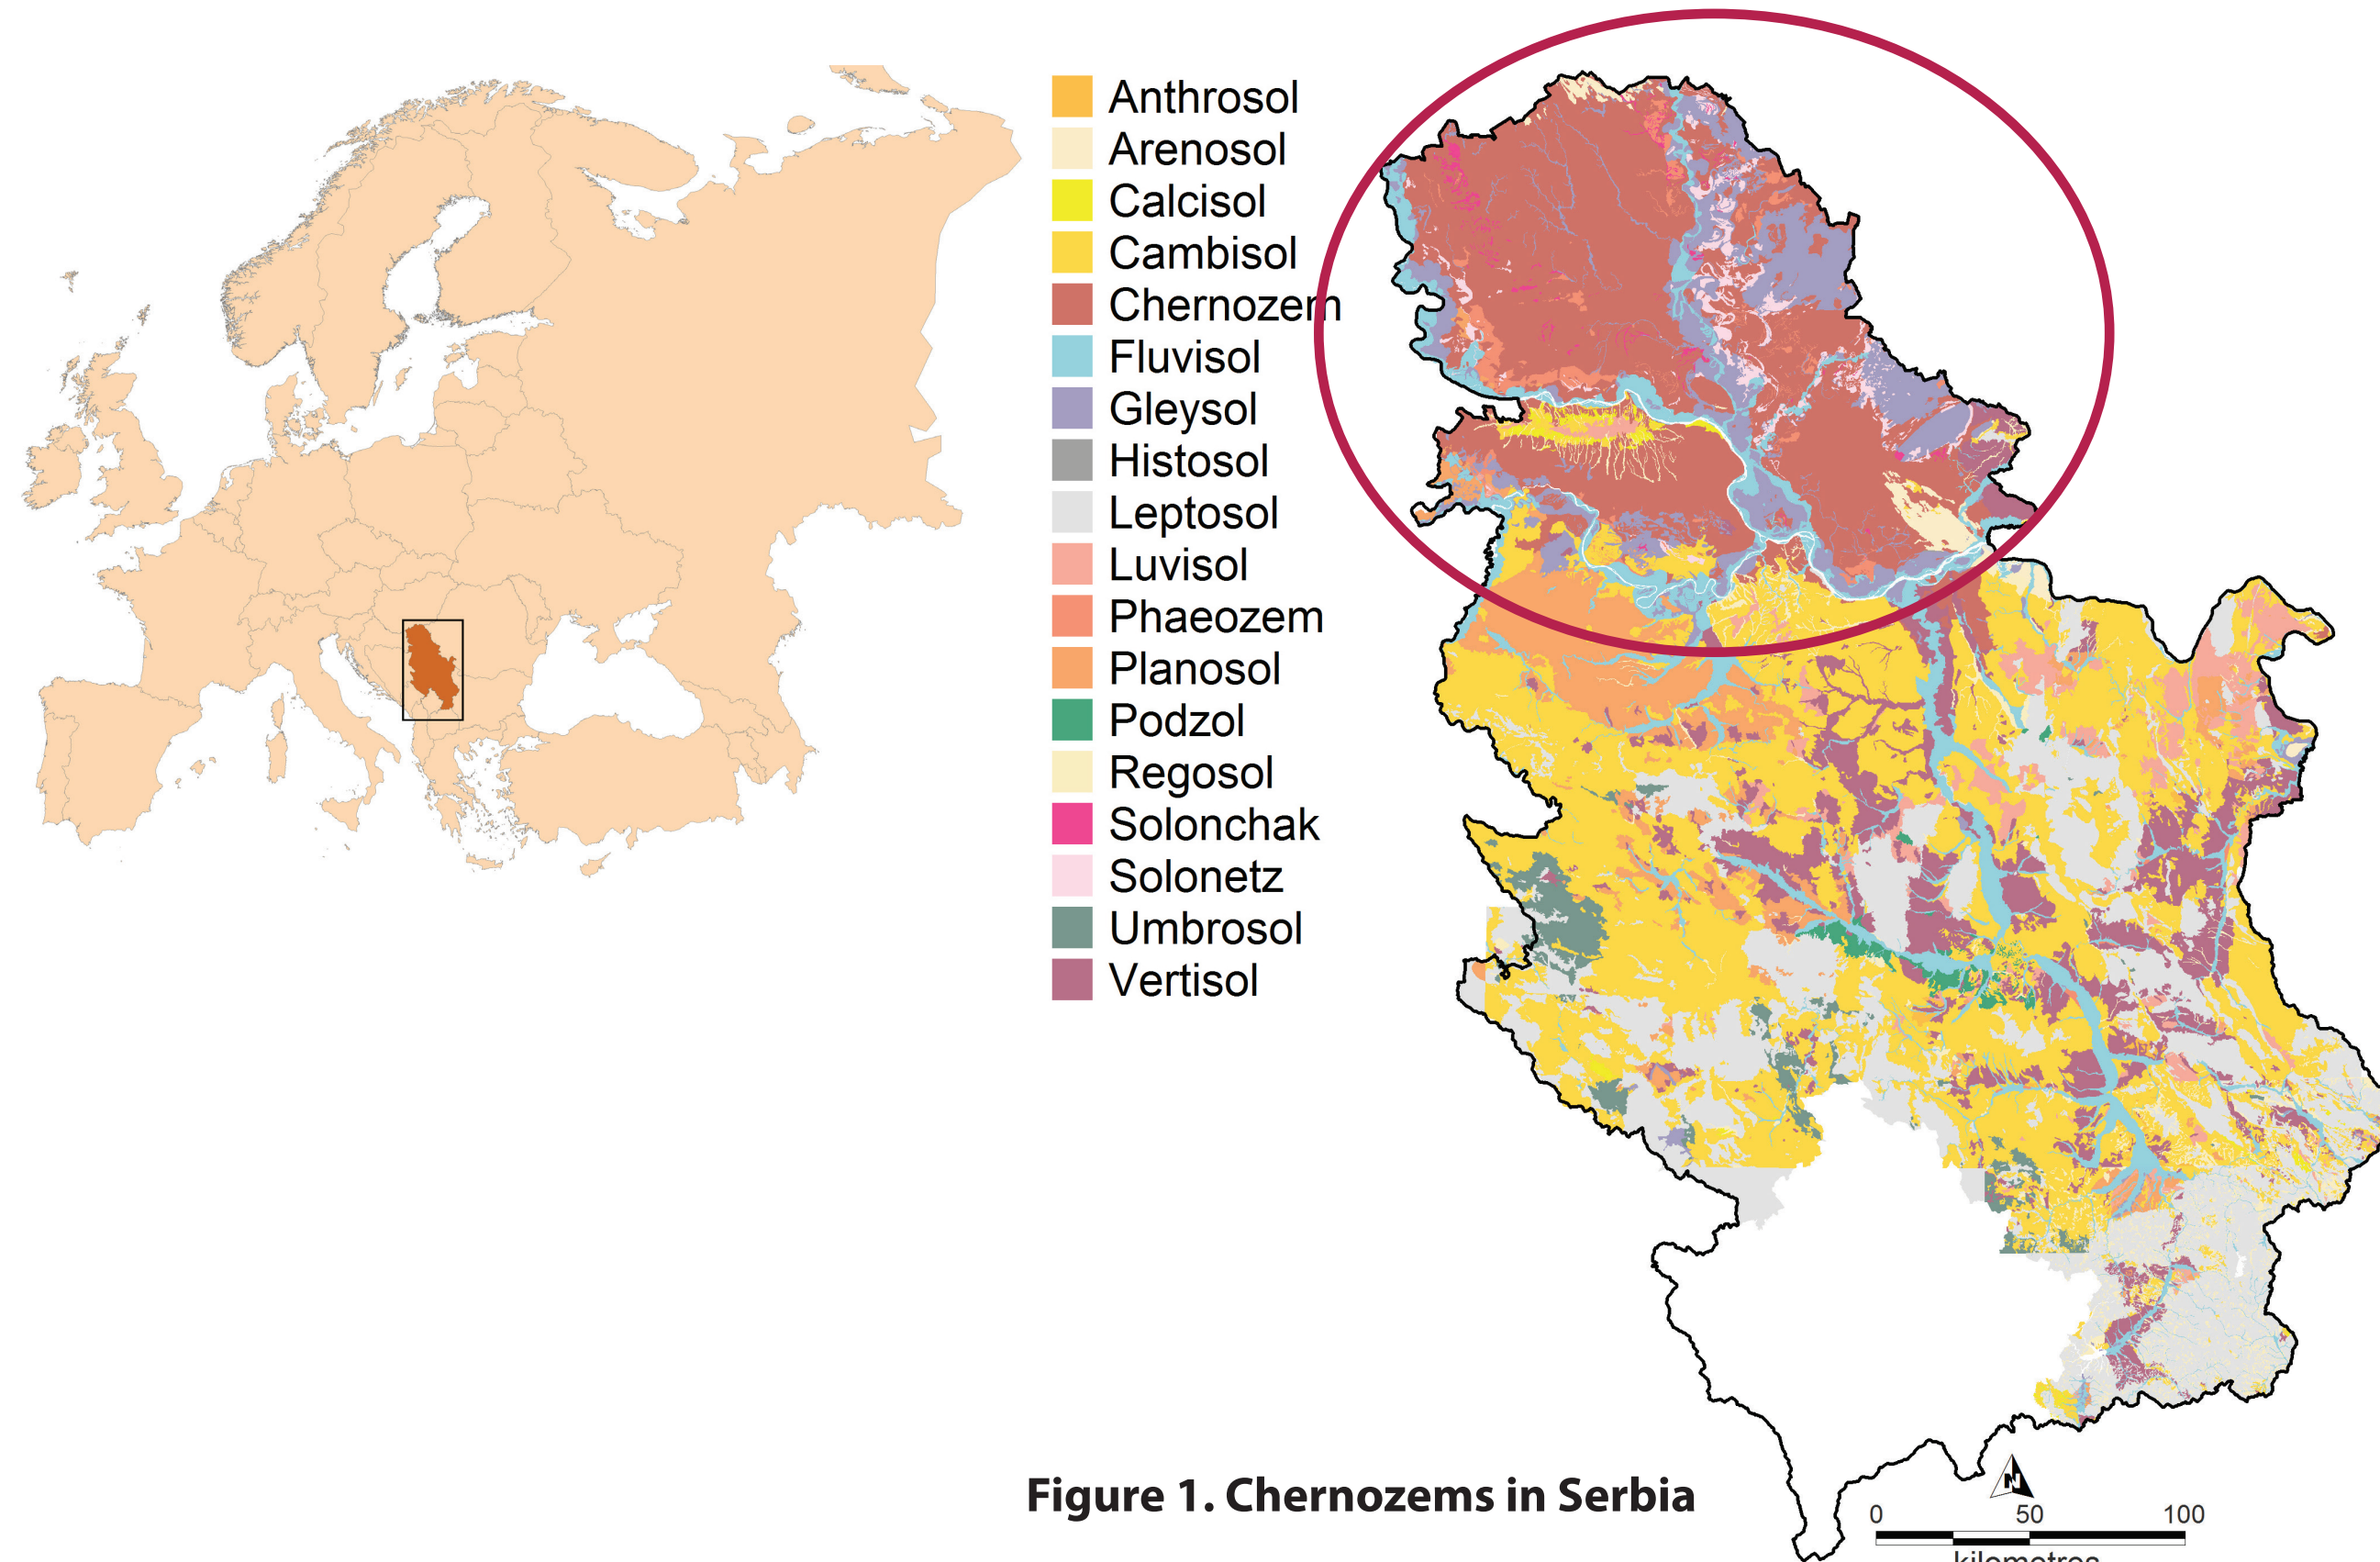 Anthrosol
Arenosol
Calcisol
Cambisol
Chernozem
Fluvisol
Gleysol
Histosol
Leptosol
Luvisol
Phaeozem
Planosol
Podzol
Regosol
Solonchak
Solonetz
Umbrosol
Vertisol
Figure 1. Chernozems in Serbia
N
0 50 100
kilometres